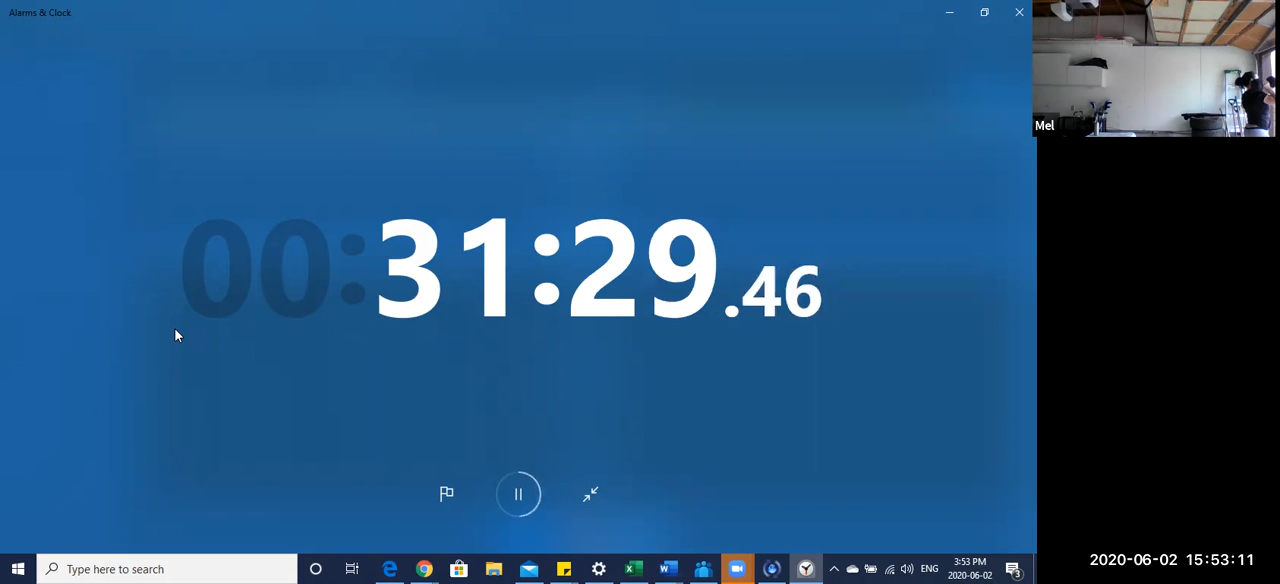 Alarms & Clock
00:31:29.46
Mel
Type here to search
ENG
3:53 PM
2020-06-02
3
2020-06-02 15:53:11